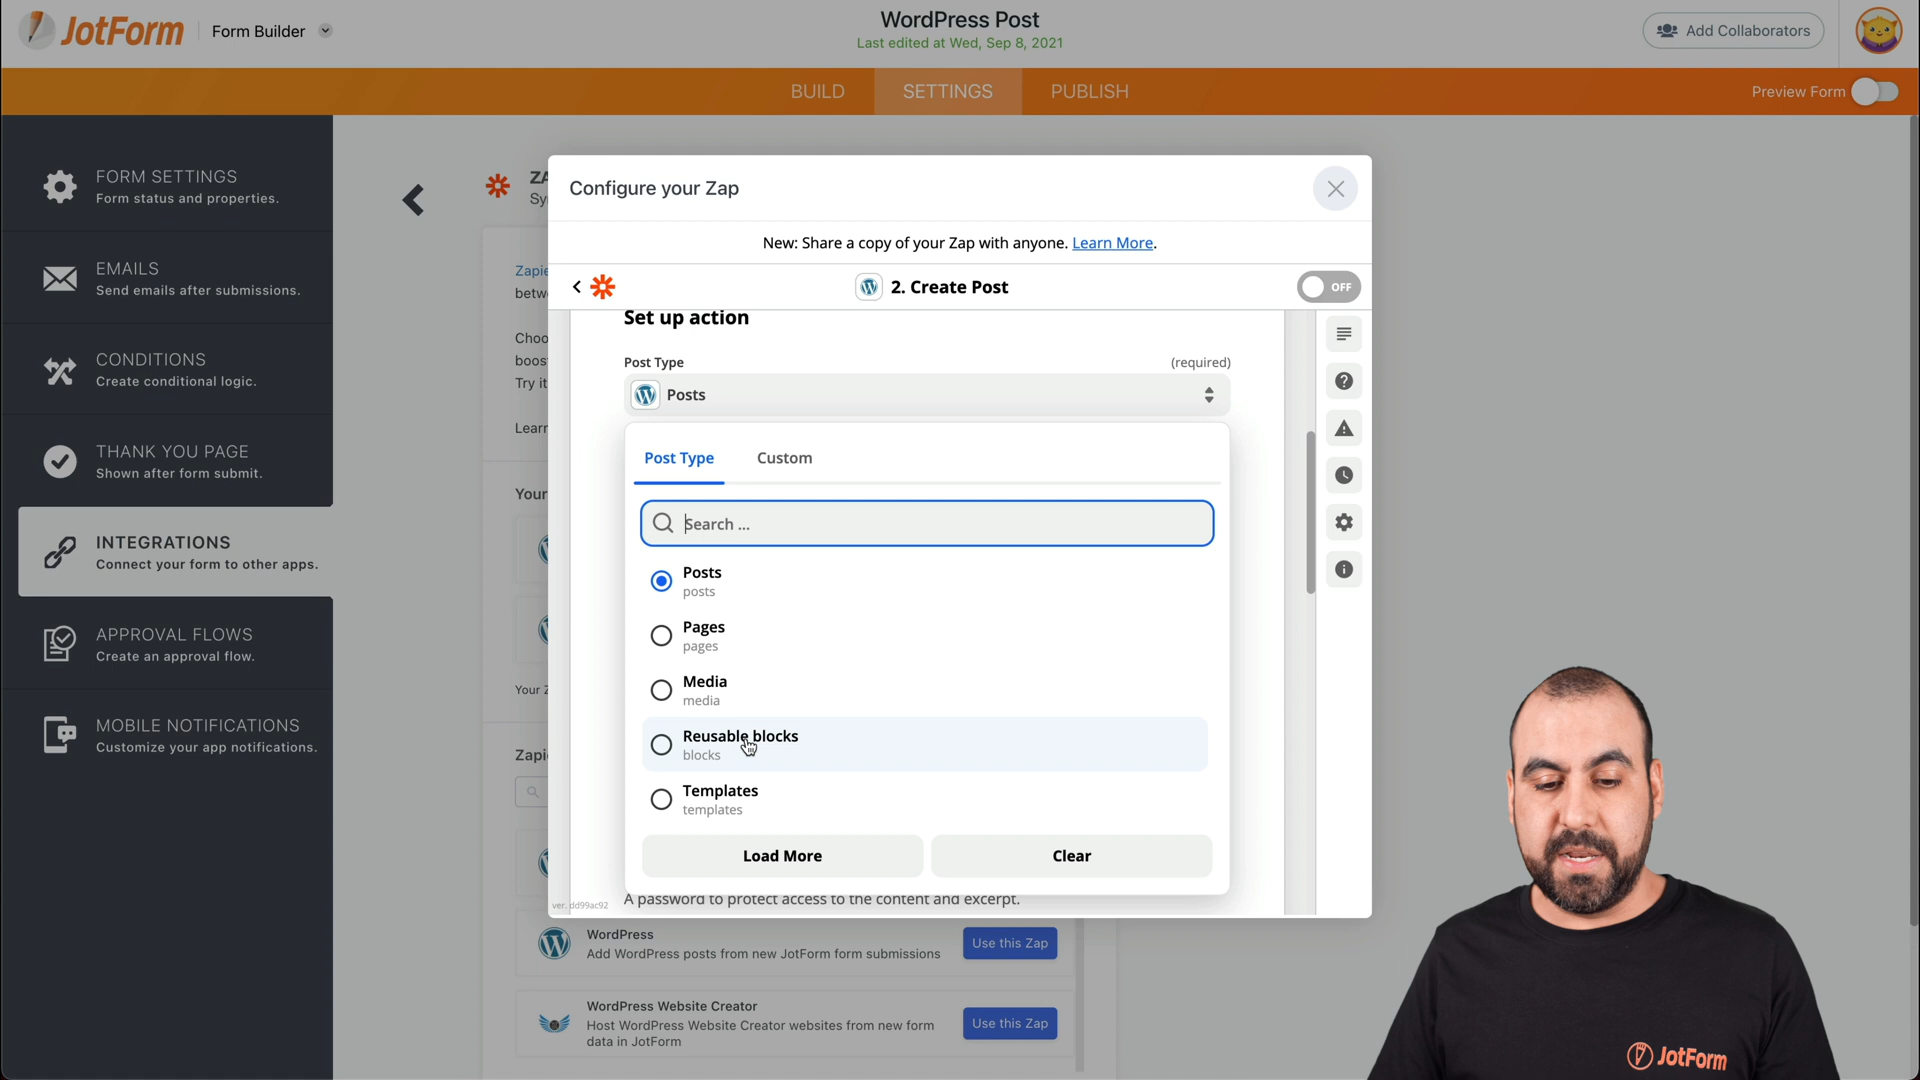 JotForm
Form Builder
WordPress Post
Last edited at Wed, Sep 8, 2021
Add Collaborators
BUILD
SETTINGS
PUBLISH
Preview Form
FORM SETTINGS
Form status and properties.
EMAILS
Send emails after submissions.
CONDITIONS
Create conditional logic.
THANK YOU PAGE
Shown after form submit.
INTEGRATIONS
Connect your form to other apps.
APPROVAL FLOWS
Create an approval flow.
MOBILE NOTIFICATIONS
Customize your app notifications.
Configure your Zap
New: Share a copy of your Zap with anyone. Learn More.
2. Create Post
OFF
Set up action
Post Type
(required)
Posts
Post Type
Custom
Search ...
Posts
posts
Pages
pages
Media
media
Reusable blocks
blocks
Templates
templates
Load More
Clear
A password to protect access to the content and excerpt.
ver. dd99ac92
Try it
Your
Your Z
WordPress
Add WordPress posts from new JotForm form submissions
Use this Zap
WordPress Website Creator
Host WordPress Website Creator websites from new form
data in JotForm
Use this Zap
JotForm